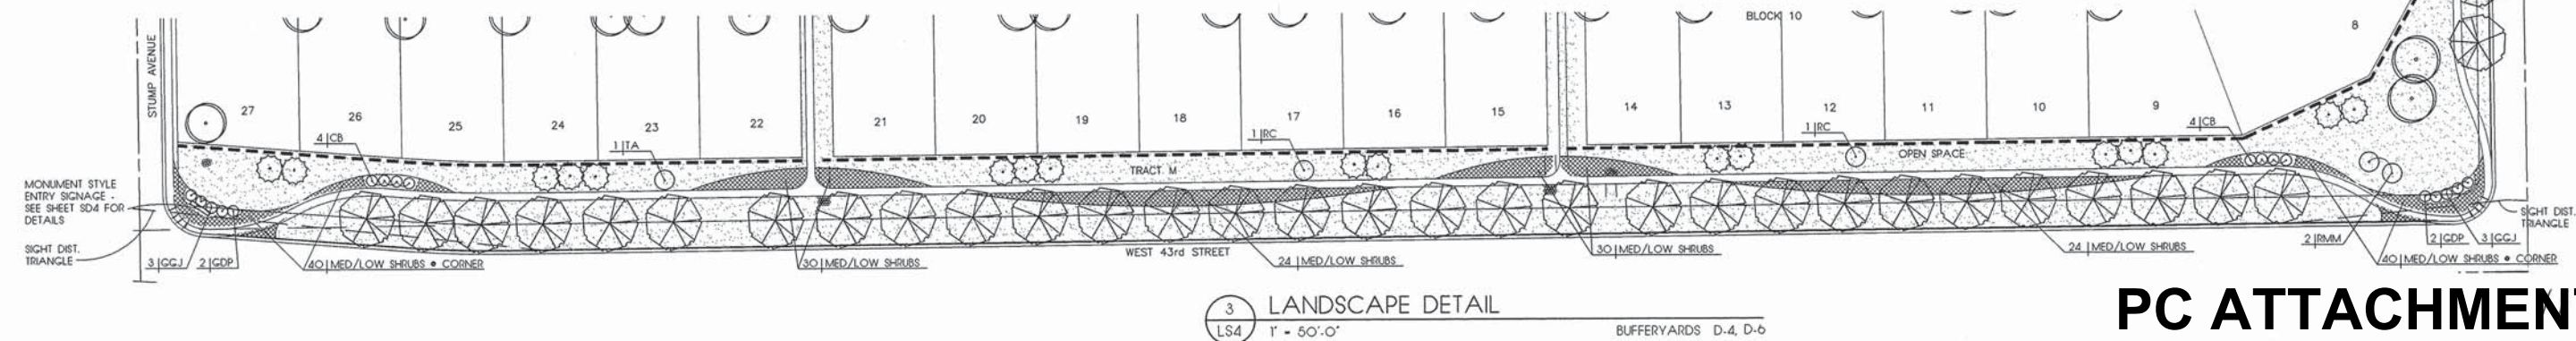 BLOCK 10
8
STUMP AVENUE
27
26
25
24
23
22
21
20
19
18
17
16
15
14
13
12
11
10
9
4 CB
1 TA
1 RC
1 RC
4 CB
TRACT M
OPEN SPACE
MONUMENT STYLE
ENTRY SIGNAGE -
SEE SHEET SD4 FOR
DETAILS
SIGHT DIST.
TRIANGLE
3 GGJ
2 GDP
40 MED/LOW SHRUBS @ CORNER
30 MED/LOW SHRUBS
WEST 43rd STREET
24 MED/LOW SHRUBS
30 MED/LOW SHRUBS
24 MED/LOW SHRUBS
2 RMM
2 GDP
3 GGJ
SIGHT DIST.
TRIANGLE
40 MED/LOW SHRUBS @ CORNER
3
LS4
LANDSCAPE DETAIL
1" = 50'-0"
BUFFERYARDS D-4, D-6
PC ATTACHMENT